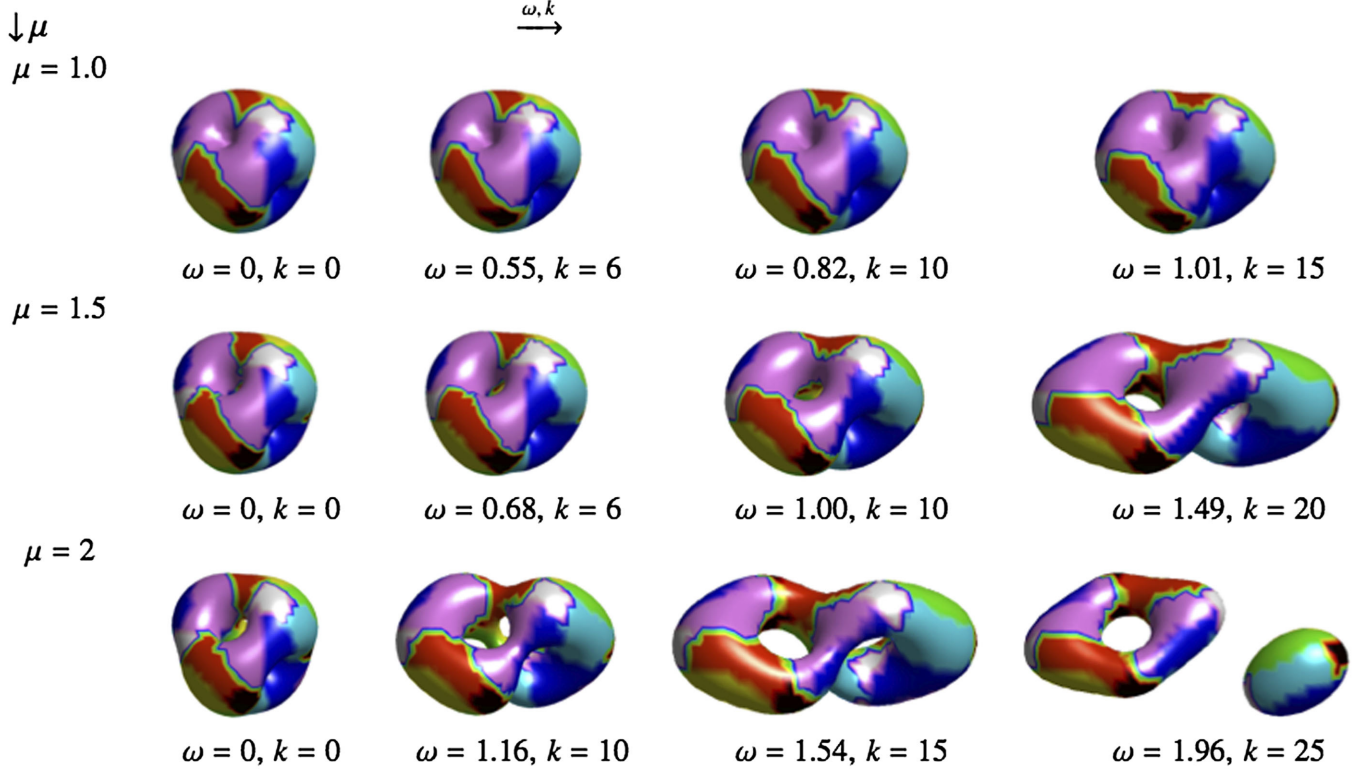 ↓μ
ω, k
→
μ = 1.0
ω = 0, k = 0 ω = 0.55, k = 6 ω = 0.82, k = 10 ω = 1.01, k = 15
μ = 1.5
ω = 0, k = 0 ω = 0.68, k = 6 ω = 1.00, k = 10 ω = 1.49, k = 20
μ = 2
ω = 0, k = 0 ω = 1.16, k = 10 ω = 1.54, k = 15 ω = 1.96, k = 25